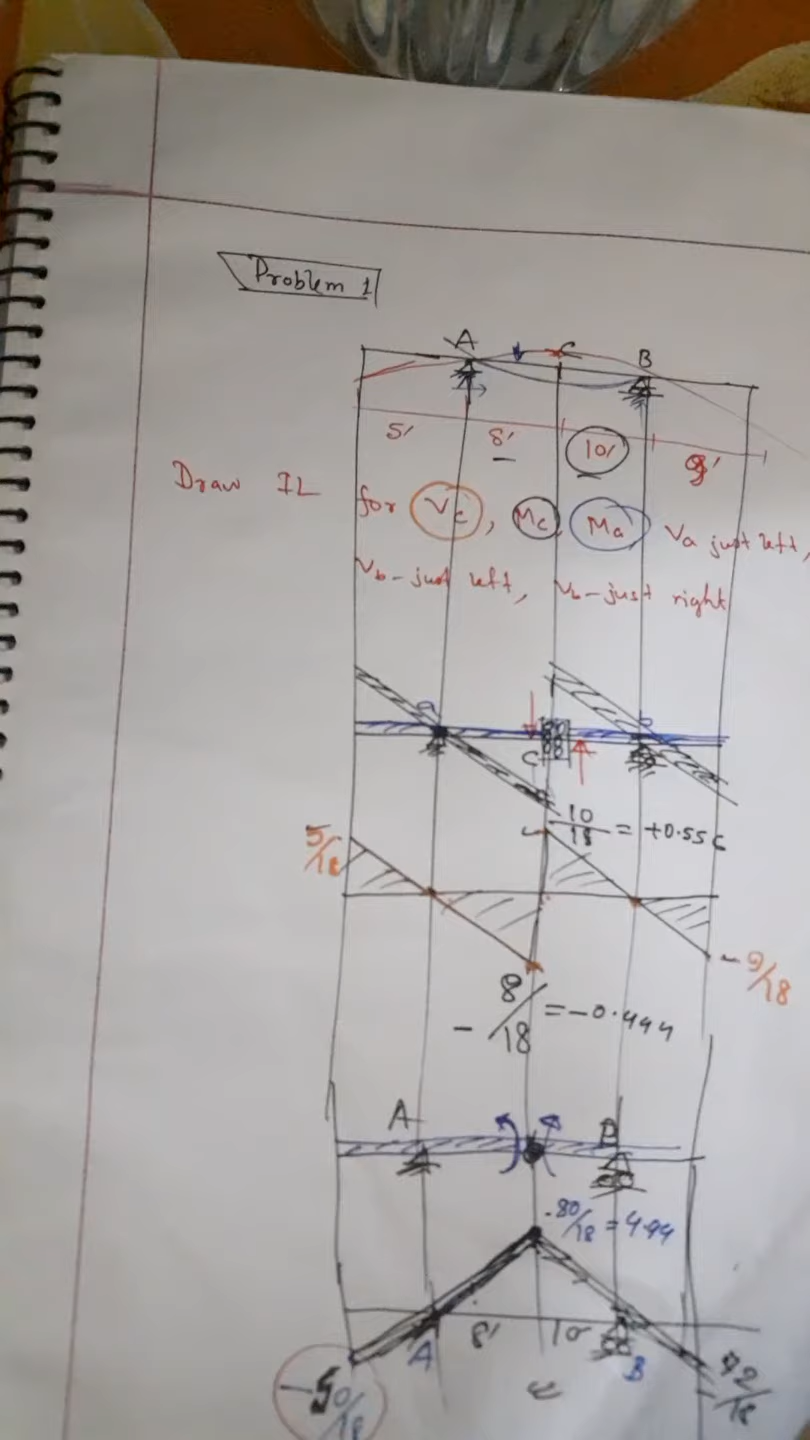 Problem 1
A C B
5' 8' 10' 9'
Draw IL for Vc, Mc, Ma Va just left,
Vb-just left, Vb-just right
a B
C
10/18 = +0.556
5/18
-9/18
-8/18 = -0.444
A B
80/18 = 4.44
8' 10'
A B
-50/18 -72/18